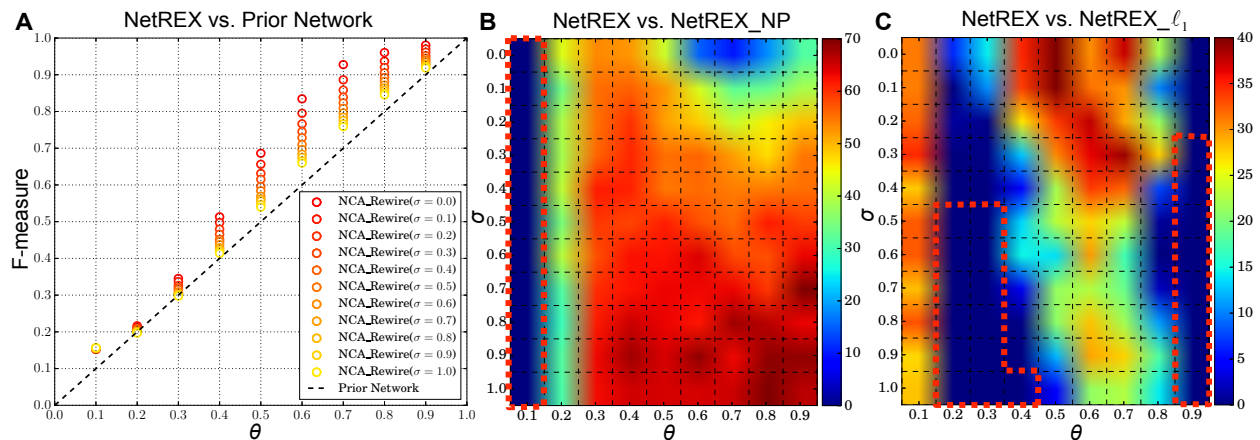 A
NetREX vs. Prior Network
1.0
0.9
0.8
0.7
0.6
0.5
0.4
0.3
0.2
0.1
0.0
F-measure
NCA_Rewire(σ = 0.0)
NCA_Rewire(σ = 0.1)
NCA_Rewire(σ = 0.2)
NCA_Rewire(σ = 0.3)
NCA_Rewire(σ = 0.4)
NCA_Rewire(σ = 0.5)
NCA_Rewire(σ = 0.6)
NCA_Rewire(σ = 0.7)
NCA_Rewire(σ = 0.8)
NCA_Rewire(σ = 0.9)
NCA_Rewire(σ = 1.0)
Prior Network
0.0 0.1 0.2 0.3 0.4 0.5 0.6 0.7 0.8 0.9 1.0
θ
B
NetREX vs. NetREX_NP
0.0
0.1
0.2
0.3
0.4
0.5
0.6
0.7
0.8
0.9
1.0
σ
0.1 0.2 0.3 0.4 0.5 0.6 0.7 0.8 0.9
θ
70
60
50
40
30
20
10
0
C
NetREX vs. NetREX_ℓ₁
0.0
0.1
0.2
0.3
0.4
0.5
0.6
0.7
0.8
0.9
1.0
σ
0.1 0.2 0.3 0.4 0.5 0.6 0.7 0.8 0.9
θ
40
35
30
25
20
15
10
5
0